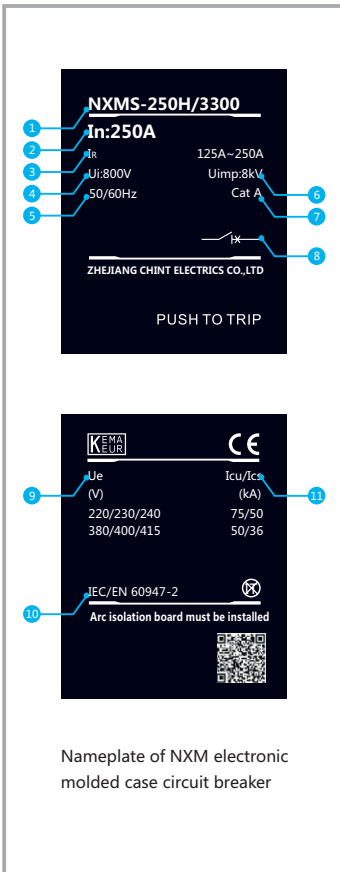 NXMS-250H/3300
1
In:250A
2
IR 125A~250A
3
Ui:800V Uimp:8kV
4 6
50/60Hz Cat A
5 7
8
ZHEJIANG CHINT ELECTRICS CO.,LTD
PUSH TO TRIP
KEMA EUR CE
Ue Icu/Ics
9 11
(V) (kA)
220/230/240 75/50
380/400/415 50/36
IEC/EN 60947-2
10
Arc isolation board must be installed
Nameplate of NXM electronic
molded case circuit breaker